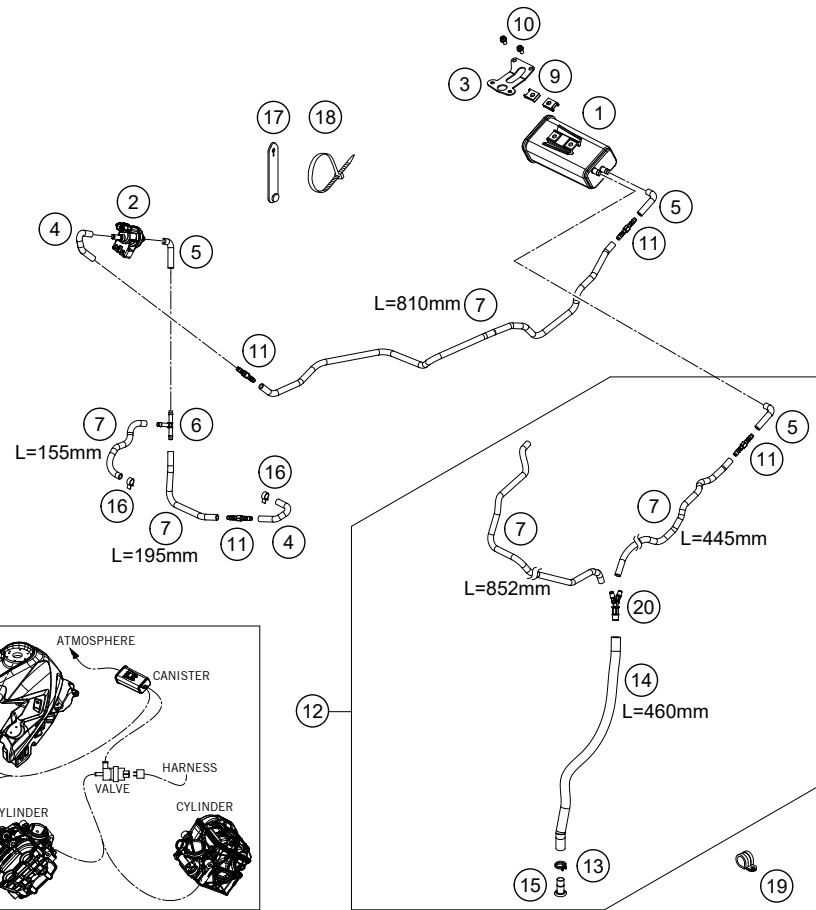 10
3
9
1
17
18
2
4
5
5
11
L=810mm
7
11
7
6
L=155mm
5
16
11
16
7
7
7
L=195mm
11
4
L=445mm
L=852mm
20
ATMOSPHERE
CANISTER
14
12
L=460mm
HARNESS
VALVE
YLINDER
CYLINDER
13
15
19